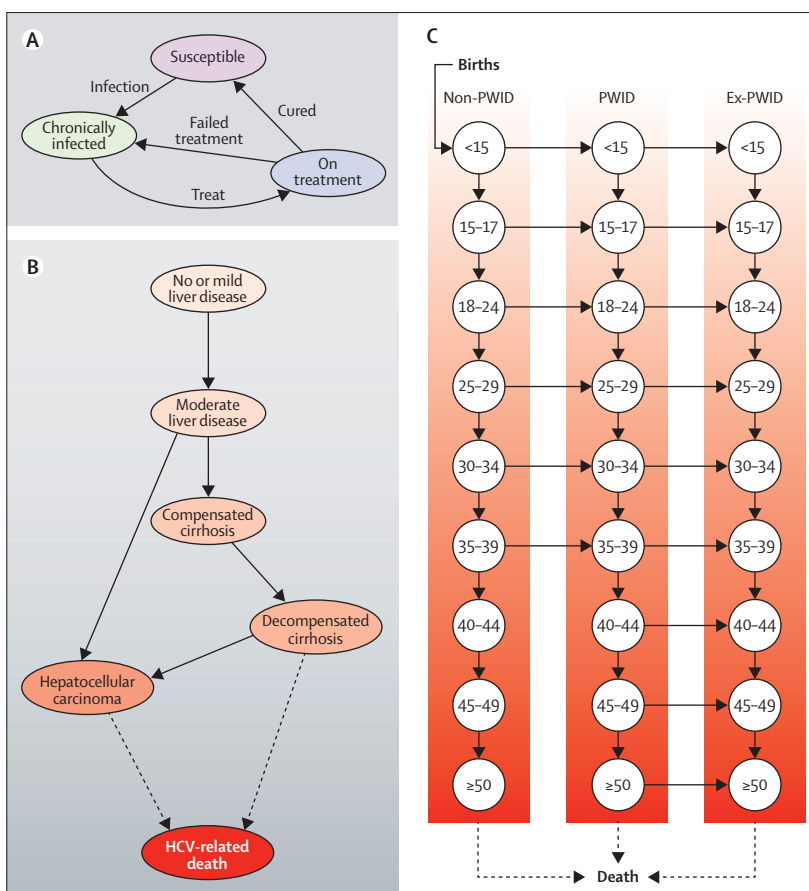 A
Susceptible
Infection
Cured
Chronically
infected
Failed
treatment
On
treatment
Treat
B
No or mild
liver disease
Moderate
liver disease
Compensated
cirrhosis
Decompensated
cirrhosis
Hepatocellular
carcinoma
HCV-related
death
C
Births
Non-PWID PWID Ex-PWID
<15 <15 <15
15–17 15–17 15–17
18–24 18–24 18–24
25–29 25–29 25–29
30–34 30–34 30–34
35–39 35–39 35–39
40–44 40–44 40–44
45–49 45–49 45–49
≥50 ≥50 ≥50
Death